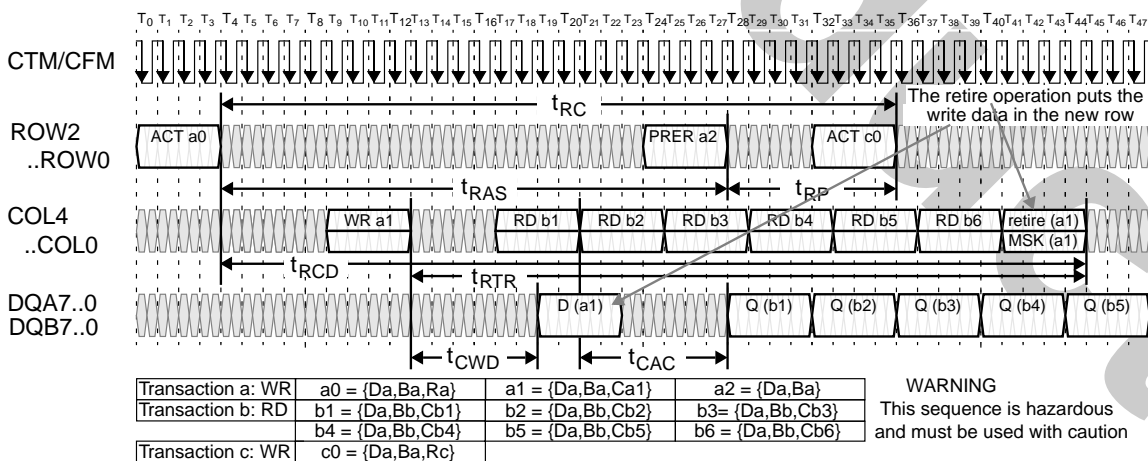 T0 T1 T2 T3 T4 T5 T6 T7 T8 T9 T10 T11 T12 T13 T14 T15 T16 T17 T18 T19 T20 T21 T22 T23 T24 T25 T26 T27 T28 T29 T30 T31 T32 T33 T34 T35 T36 T37 T38 T39 T40 T41 T42 T43 T44 T45 T46 T47
CTM/CFM
tRC
The retire operation puts the
write data in the new row
ROW2
..ROW0
ACT a0 PRER a2 ACT c0
tRAS tRP
COL4
..COL0
WR a1 RD b1 RD b2 RD b3 RD b4 RD b5 RD b6 retire (a1)
MSK (a1)
tRCD
tRTR
DQA7..0
DQB7..0
D (a1) Q (b1) Q (b2) Q (b3) Q (b4) Q (b5)
tCWD tCAC
Transaction a: WR a0 = {Da,Ba,Ra} a1 = {Da,Ba,Ca1} a2 = {Da,Ba}
Transaction b: RD b1 = {Da,Bb,Cb1} b2 = {Da,Bb,Cb2} b3= {Da,Bb,Cb3}
b4 = {Da,Bb,Cb4} b5 = {Da,Bb,Cb5} b6 = {Da,Bb,Cb6}
Transaction c: WR c0 = {Da,Ba,Rc}
WARNING
This sequence is hazardous
and must be used with caution